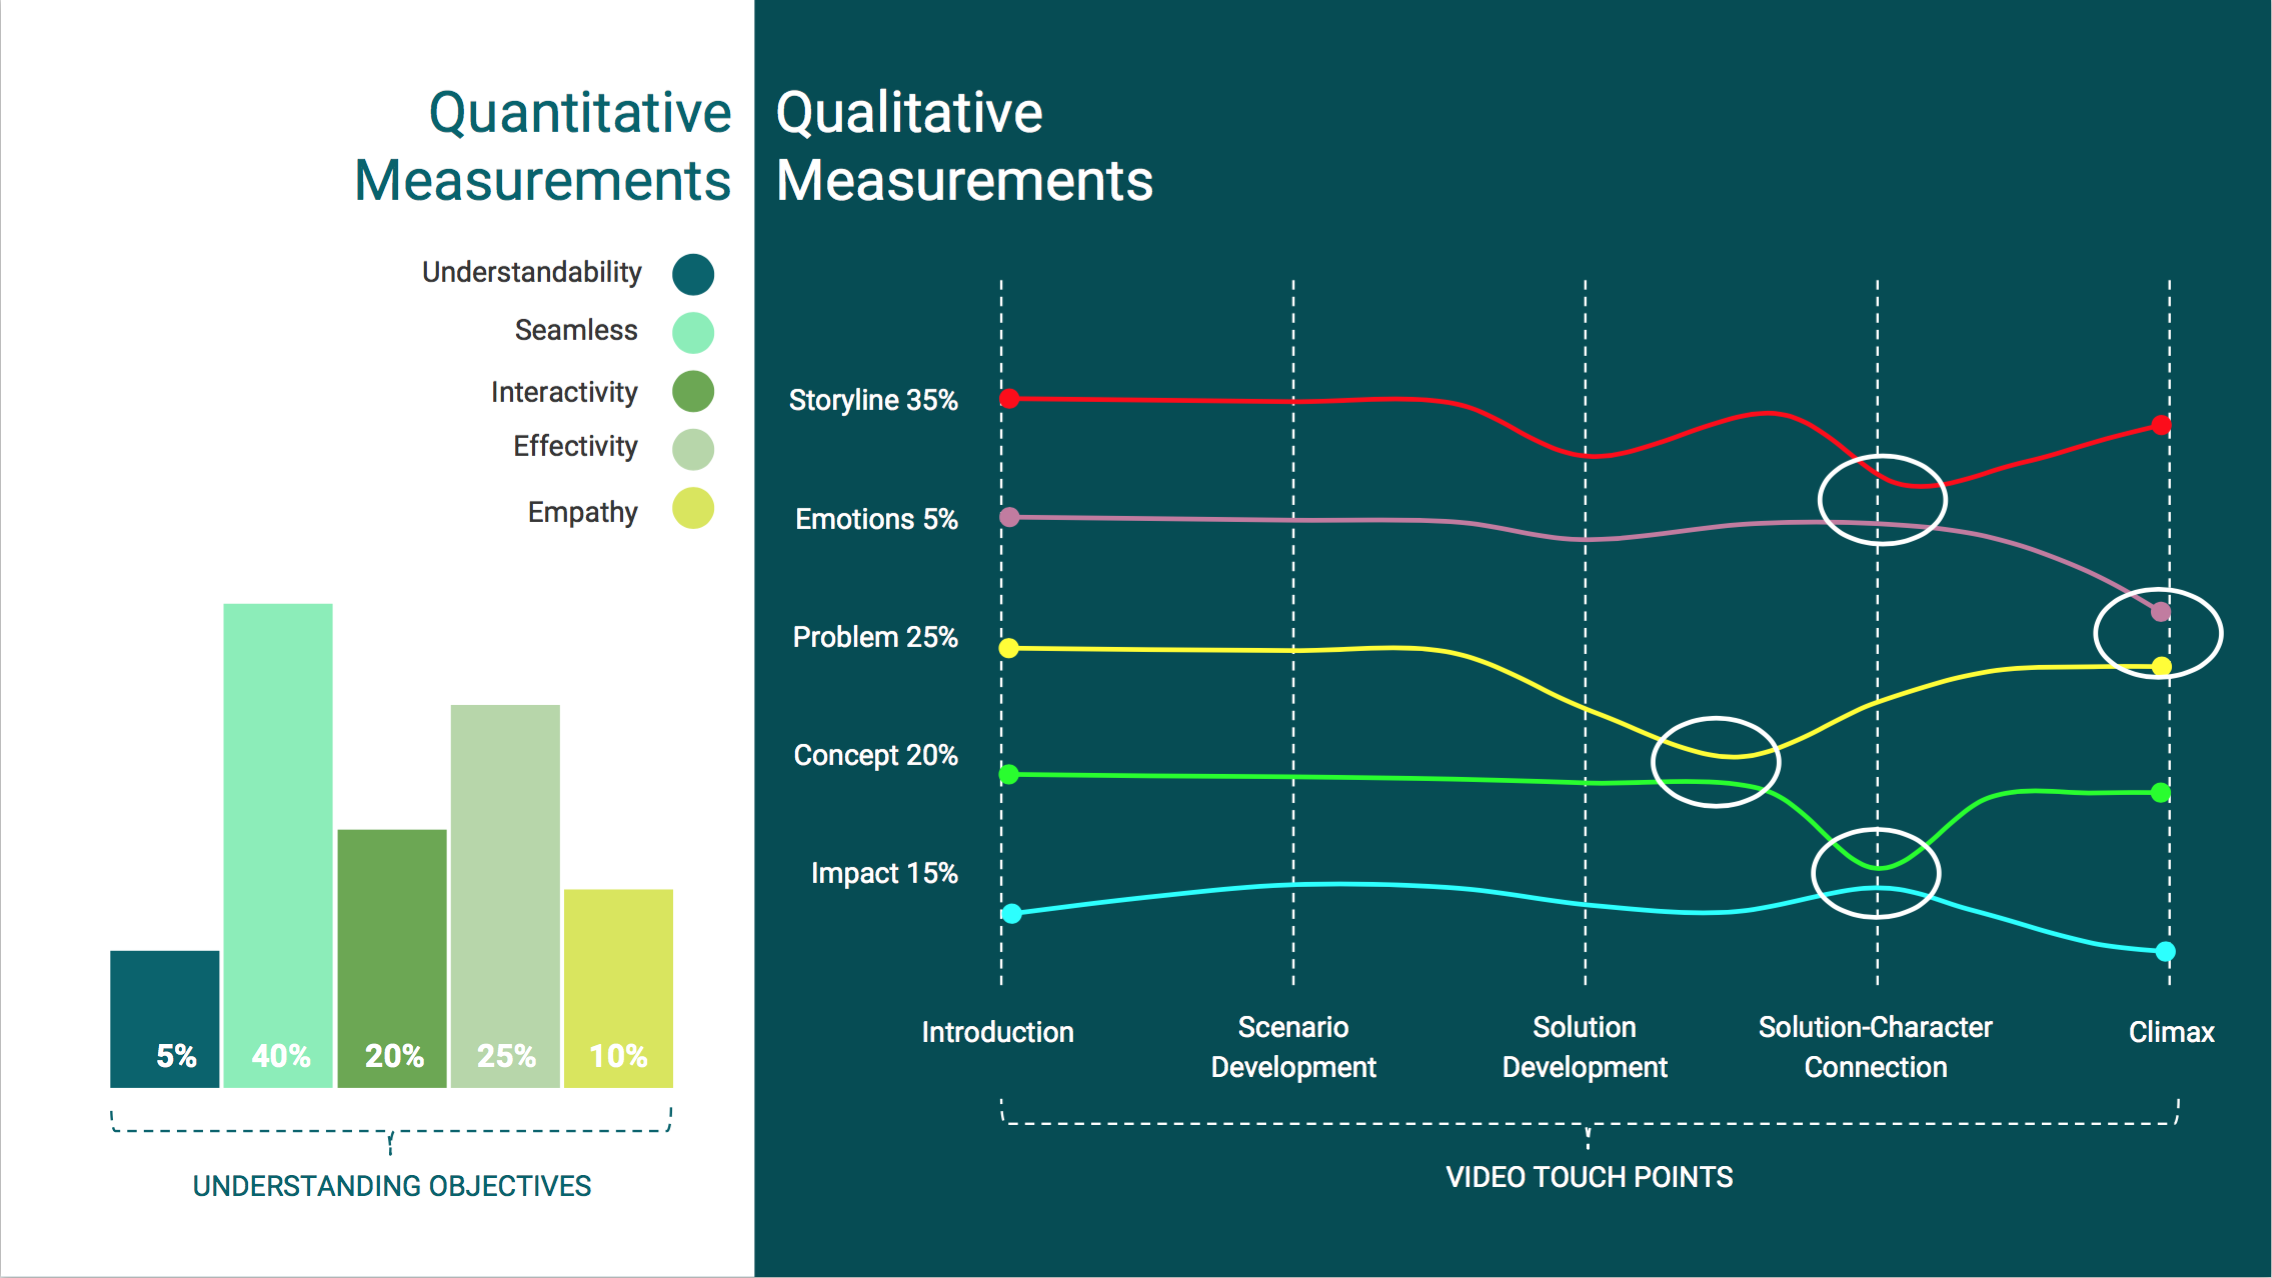 Quantitative
Measurements
Understandability
Seamless
Interactivity
Effectivity
Empathy
5%
40%
20%
25%
10%
UNDERSTANDING OBJECTIVES
Qualitative
Measurements
Storyline 35%
Emotions 5%
Problem 25%
Concept 20%
Impact 15%
Introduction
Scenario
Development
Solution
Development
Solution-Character
Connection
Climax
VIDEO TOUCH POINTS